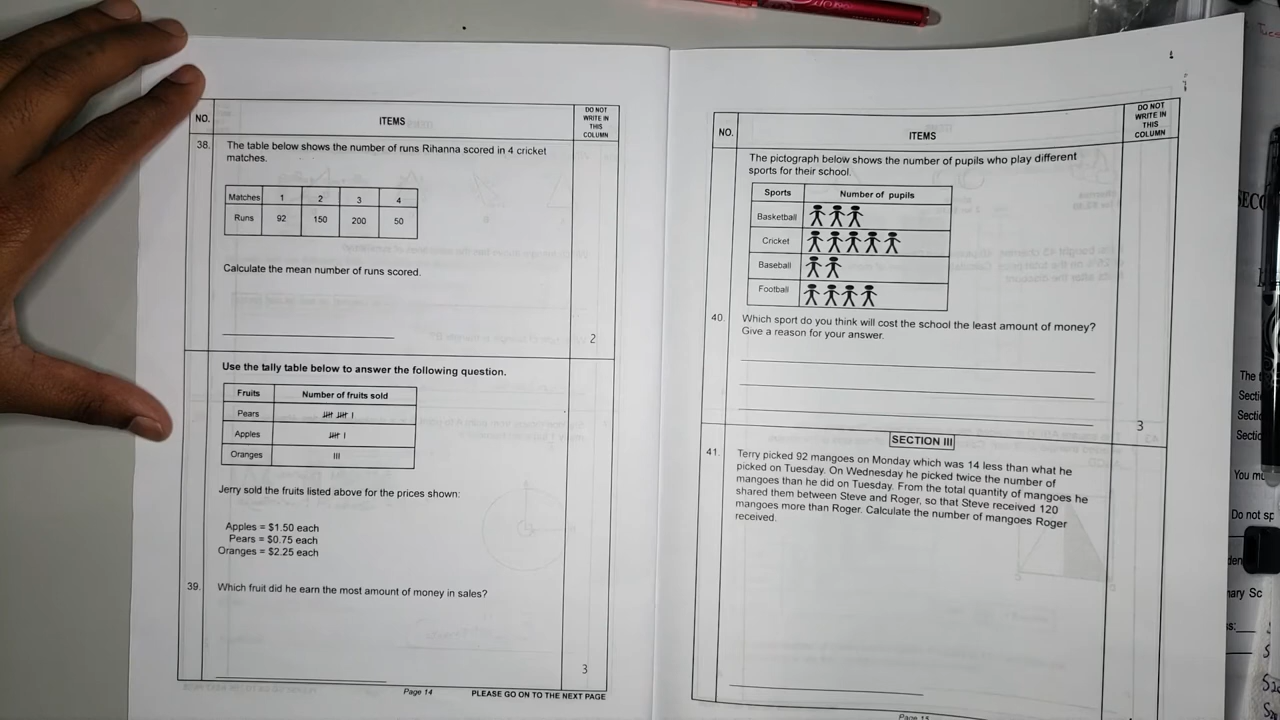 NO.
ITEMS
DO NOT
WRITE IN
THIS
COLUMN
38.
The table below shows the number of runs Rihanna scored in 4 cricket
matches.
Matches 1 2 3 4
Runs 92 150 200 50
Calculate the mean number of runs scored.
2
Use the tally table below to answer the following question.
Fruits Number of fruits sold
Pears
Apples
Oranges
Jerry sold the fruits listed above for the prices shown:
Apples = $1.50 each
Pears = $0.75 each
Oranges = $2.25 each
39.
Which fruit did he earn the most amount of money in sales?
3
Page 14
PLEASE GO ON TO THE NEXT PAGE
NO.
ITEMS
DO NOT
WRITE IN
THIS
COLUMN
The pictograph below shows the number of pupils who play different
sports for their school.
Sports Number of pupils
Basketball
Cricket
Baseball
Football
40.
Which sport do you think will cost the school the least amount of money?
Give a reason for your answer.
3
SECTION III
41.
Terry picked 92 mangoes on Monday which was 14 less than what he
picked on Tuesday. On Wednesday he picked twice the number of
mangoes than he did on Tuesday. From the total quantity of mangoes he
shared them between Steve and Roger, so that Steve received 120
mangoes more than Roger. Calculate the number of mangoes Roger
received.
Page 15
The
Secti
Secti
Secti
You mu
Do not sp